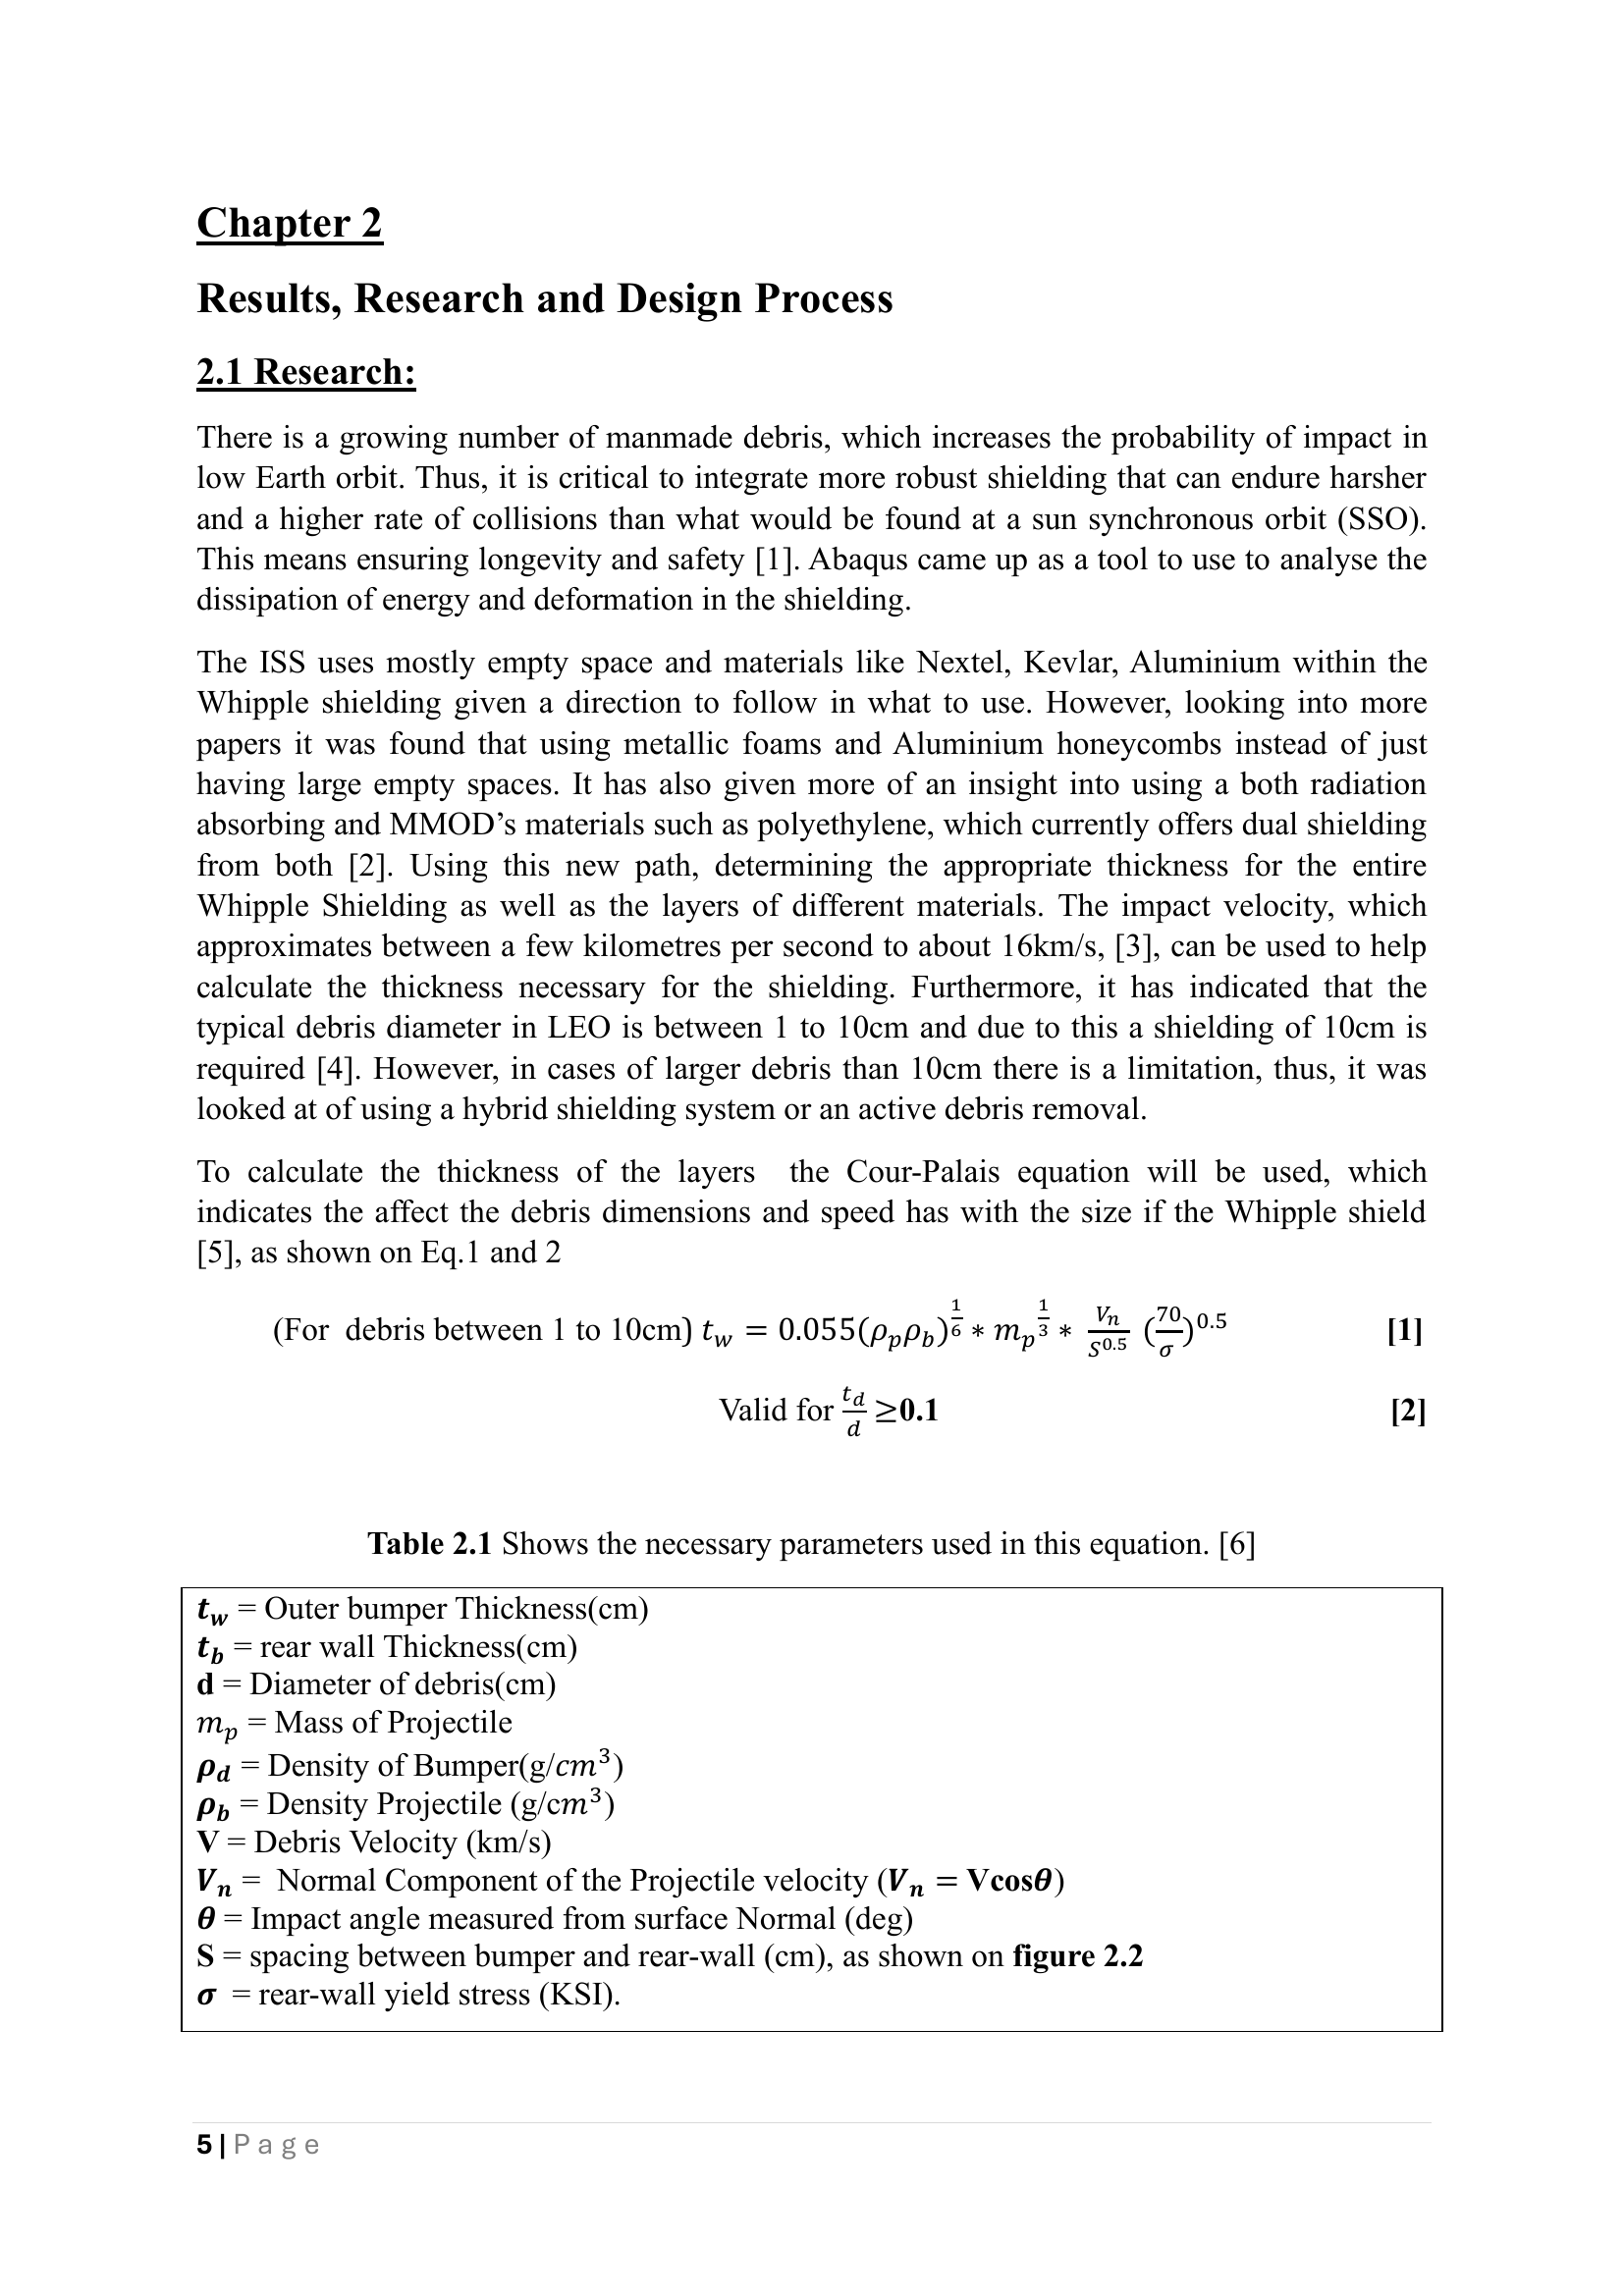 Chapter 2
Results, Research and Design Process
2.1 Research:
There is a growing number of manmade debris, which increases the probability of impact in
low Earth orbit. Thus, it is critical to integrate more robust shielding that can endure harsher
and a higher rate of collisions than what would be found at a sun synchronous orbit (SSO).
This means ensuring longevity and safety [1]. Abaqus came up as a tool to use to analyse the
dissipation of energy and deformation in the shielding.
The ISS uses mostly empty space and materials like Nextel, Kevlar, Aluminium within the
Whipple shielding given a direction to follow in what to use. However, looking into more
papers it was found that using metallic foams and Aluminium honeycombs instead of just
having large empty spaces. It has also given more of an insight into using a both radiation
absorbing and MMOD’s materials such as polyethylene, which currently offers dual shielding
from both [2]. Using this new path, determining the appropriate thickness for the entire
Whipple Shielding as well as the layers of different materials. The impact velocity, which
approximates between a few kilometres per second to about 16km/s, [3], can be used to help
calculate the thickness necessary for the shielding. Furthermore, it has indicated that the
typical debris diameter in LEO is between 1 to 10cm and due to this a shielding of 10cm is
required [4]. However, in cases of larger debris than 10cm there is a limitation, thus, it was
looked at of using a hybrid shielding system or an active debris removal.
To calculate the thickness of the layers  the Cour-Palais equation will be used, which
indicates the affect the debris dimensions and speed has with the size if the Whipple shield
[5], as shown on Eq.1 and 2
(For  debris between 1 to 10cm) $t_w = 0.055(\rho_p\rho_b)^{\frac{1}{6}} * m_p^{\frac{1}{3}} * \frac{V_n}{S^{0.5}} (\frac{70}{\sigma})^{0.5}$ [1]
Valid for $\frac{t_d}{d}$ ≥0.1 [2]
Table 2.1 Shows the necessary parameters used in this equation. [6]
$t_w$ = Outer bumper Thickness(cm)
$t_b$ = rear wall Thickness(cm)
d = Diameter of debris(cm)
$m_p$ = Mass of Projectile
$\rho_d$ = Density of Bumper(g/$cm^3$)
$\rho_b$ = Density Projectile (g/c$m^3$)
V = Debris Velocity (km/s)
$V_n$ =  Normal Component of the Projectile velocity ($V_n$ = Vcos$\theta$)
$\theta$ = Impact angle measured from surface Normal (deg)
S = spacing between bumper and rear-wall (cm), as shown on figure 2.2
$\sigma$  = rear-wall yield stress (KSI).
5 | Page